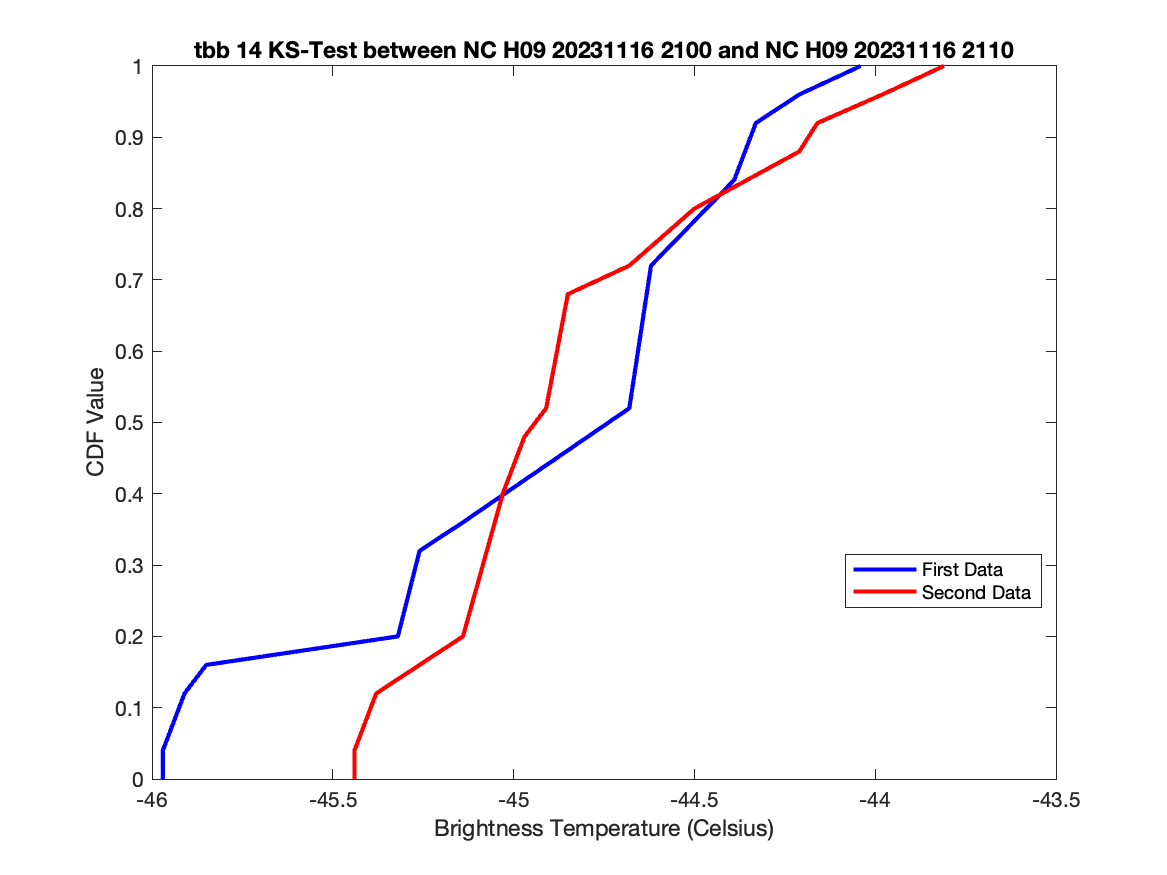 tbb 14 KS-Test between NC H09 20231116 2100 and NC H09 20231116 2110
1
0.9
0.8
0.7
0.6
0.5
0.4
0.3
0.2
0.1
0
CDF Value
First Data
Second Data
-46 -45.5 -45 -44.5 -44 -43.5
Brightness Temperature (Celsius)